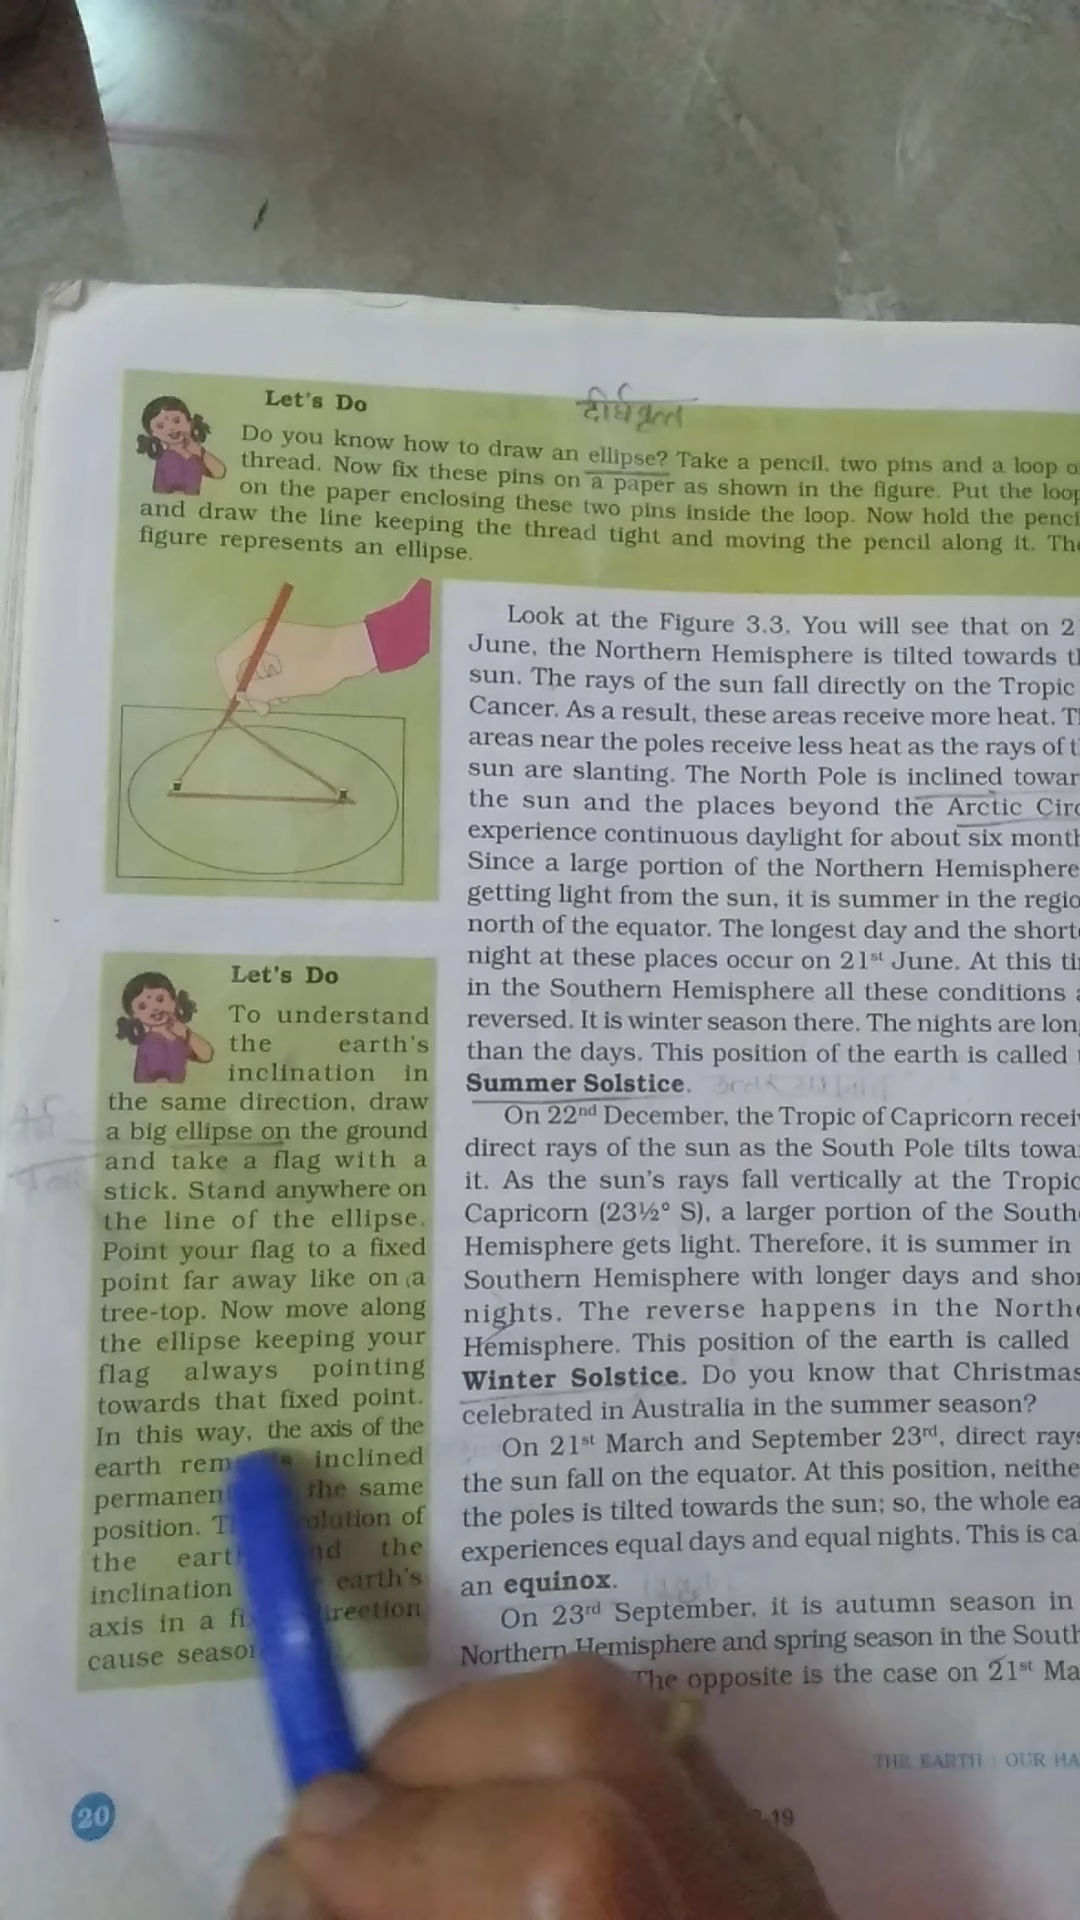 Let's Do
दीर्घवृत्त
Do you know how to draw an ellipse? Take a pencil, two pins and a loop o
thread. Now fix these pins on a paper as shown in the figure. Put the loop
on the paper enclosing these two pins inside the loop. Now hold the penci
and draw the line keeping the thread tight and moving the pencil along it. The
figure represents an ellipse.
Let's Do
To understand
the earth's
inclination in
the same direction, draw
a big ellipse on the ground
and take a flag with a
stick. Stand anywhere on
the line of the ellipse.
Point your flag to a fixed
point far away like on a
tree-top. Now move along
the ellipse keeping your
flag always pointing
towards that fixed point.
In this way, the axis of the
earth rem s inclined
permanen the same
position. T olution of
the eart nd the
inclination earth's
axis in a fi irection
cause seaso
Look at the Figure 3.3. You will see that on 2
June, the Northern Hemisphere is tilted towards t
sun. The rays of the sun fall directly on the Tropic
Cancer. As a result, these areas receive more heat. T
areas near the poles receive less heat as the rays of t
sun are slanting. The North Pole is inclined towar
the sun and the places beyond the Arctic Circ
experience continuous daylight for about six month
Since a large portion of the Northern Hemisphere
getting light from the sun, it is summer in the regio
north of the equator. The longest day and the short
night at these places occur on 21st June. At this ti
in the Southern Hemisphere all these conditions a
reversed. It is winter season there. The nights are lon
than the days. This position of the earth is called
Summer Solstice.
On 22nd December, the Tropic of Capricorn recei
direct rays of the sun as the South Pole tilts towa
it. As the sun's rays fall vertically at the Tropic
Capricorn (23½° S), a larger portion of the South
Hemisphere gets light. Therefore, it is summer in
Southern Hemisphere with longer days and shor
nights. The reverse happens in the North
Hemisphere. This position of the earth is called
Winter Solstice. Do you know that Christmas
celebrated in Australia in the summer season?
On 21st March and September 23rd, direct rays
the sun fall on the equator. At this position, neithe
the poles is tilted towards the sun; so, the whole ea
experiences equal days and equal nights. This is ca
an equinox.
On 23rd September, it is autumn season in
Northern Hemisphere and spring season in the South
The opposite is the case on 21st Ma
THE EARTH : OUR HA
20
-19